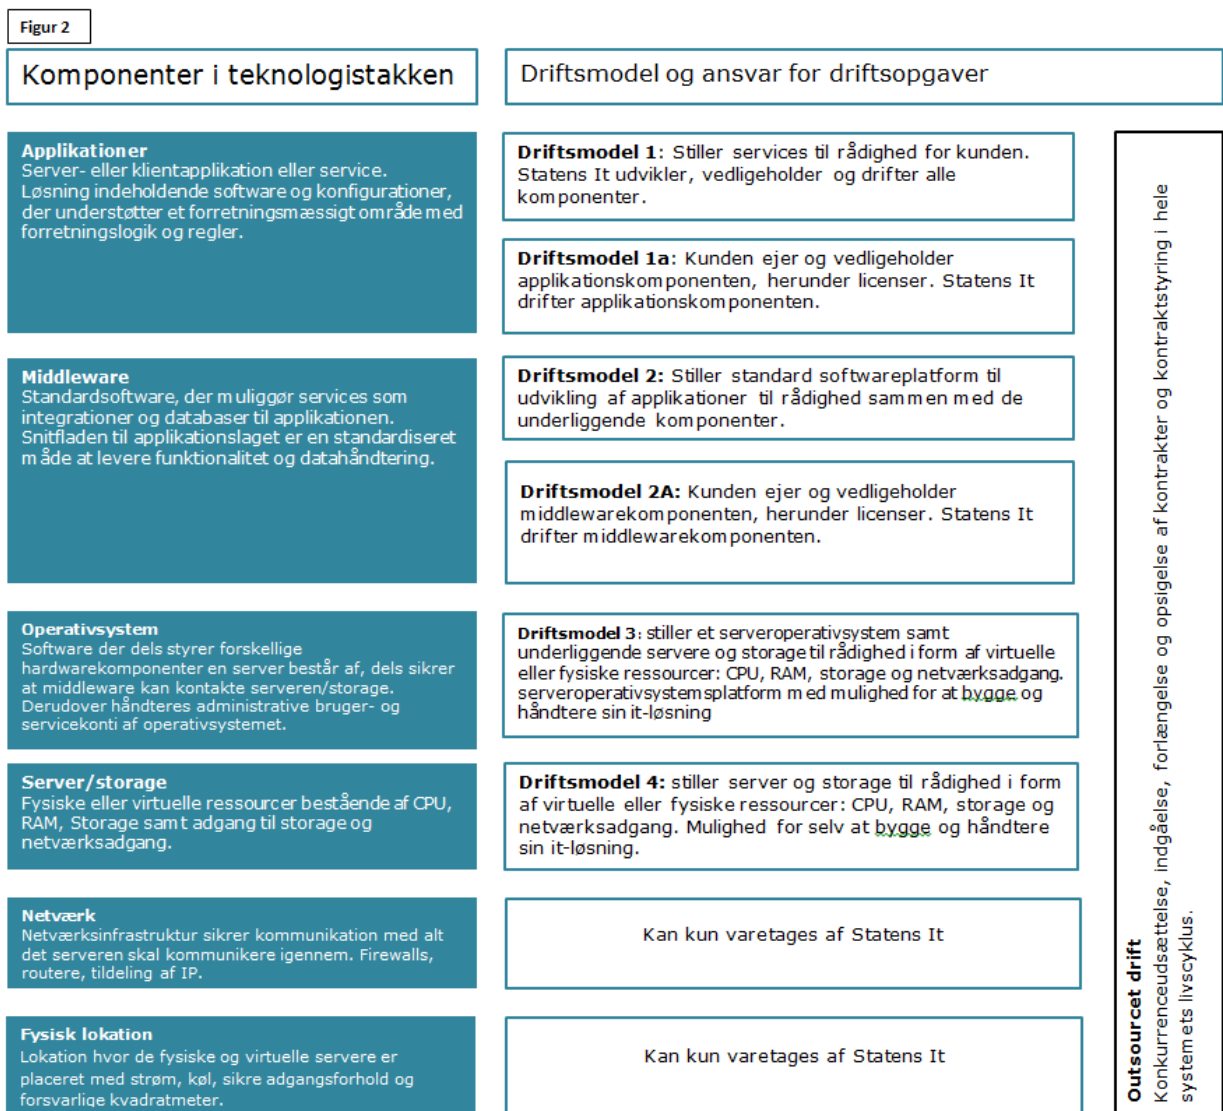 Figur 2
Komponenter i teknologistakken
Driftsmodel og ansvar for driftsopgaver
Applikationer
Server- eller klientapplikation eller service.
Løsning indeholdende software og konfigurationer,
der understøtter et forretningsmæssigt område med
forretningslogik og regler.
Driftsmodel 1: Stiller services til rådighed for kunden.
Statens It udvikler, vedligeholder og drifter alle
komponenter.
Driftsmodel 1a: Kunden ejer og vedligeholder
applikationskomponenten, herunder licenser. Statens It
drifter applikationskomponenten.
Middleware
Standardsoftware, der muliggør services som
integrationer og databaser til applikationen.
Snitfladen til applikationslaget er en standardiseret
måde at levere funktionalitet og datahåndtering.
Driftsmodel 2: Stiller standard softwareplatform til
udvikling af applikationer til rådighed sammen med de
underliggende komponenter.
Driftsmodel 2A: Kunden ejer og vedligeholder
middlewarekomponenten, herunder licenser. Statens It
drifter middlewarekomponenten.
Operativsystem
Software der dels styrer forskellige
hardwarekomponenter en server består af, dels sikrer
at middleware kan kontakte serveren/storage.
Derudover håndteres administrative bruger- og
servicekonti af operativsystemet.
Driftsmodel 3: stiller et serveroperativsystem samt
underliggende servere og storage til rådighed i form af virtuelle
eller fysiske ressourcer: CPU, RAM, storage og netværksadgang.
serveroperativsystemsplatform med mulighed for at bygge og
håndtere sin it-løsning
Server/storage
Fysiske eller virtuelle ressourcer bestående af CPU,
RAM, Storage samt adgang til storage og
netværksadgang.
Driftsmodel 4: stiller server og storage til rådighed i form
af virtuelle eller fysiske ressourcer: CPU, RAM, storage og
netværksadgang. Mulighed for selv at bygge og håndtere
sin it-løsning.
Netværk
Netværksinfrastruktur sikrer kommunikation med alt
det serveren skal kommunikere igennem. Firewalls,
routere, tildeling af IP.
Kan kun varetages af Statens It
Fysisk lokation
Lokation hvor de fysiske og virtuelle servere er
placeret med strøm, køl, sikre adgangsforhold og
forsvarlige kvadratmeter.
Kan kun varetages af Statens It
Outsourcet drift
Konkurrenceudsættelse, indgåelse, forlængelse og opsigelse af kontrakter og kontraktstyring i hele
systemets livscyklus.